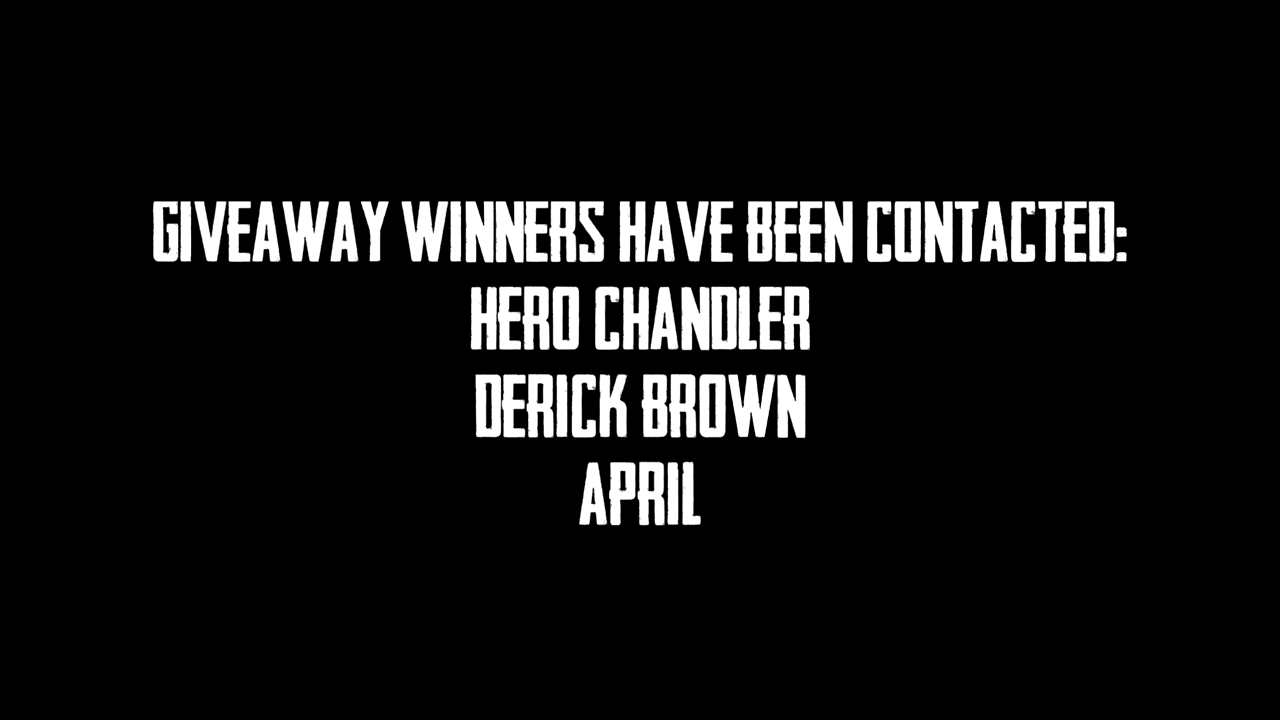 GIVEAWAY WINNERS HAVE BEEN CONTACTED:
HERO CHANDLER
DERICK BROWN
APRIL